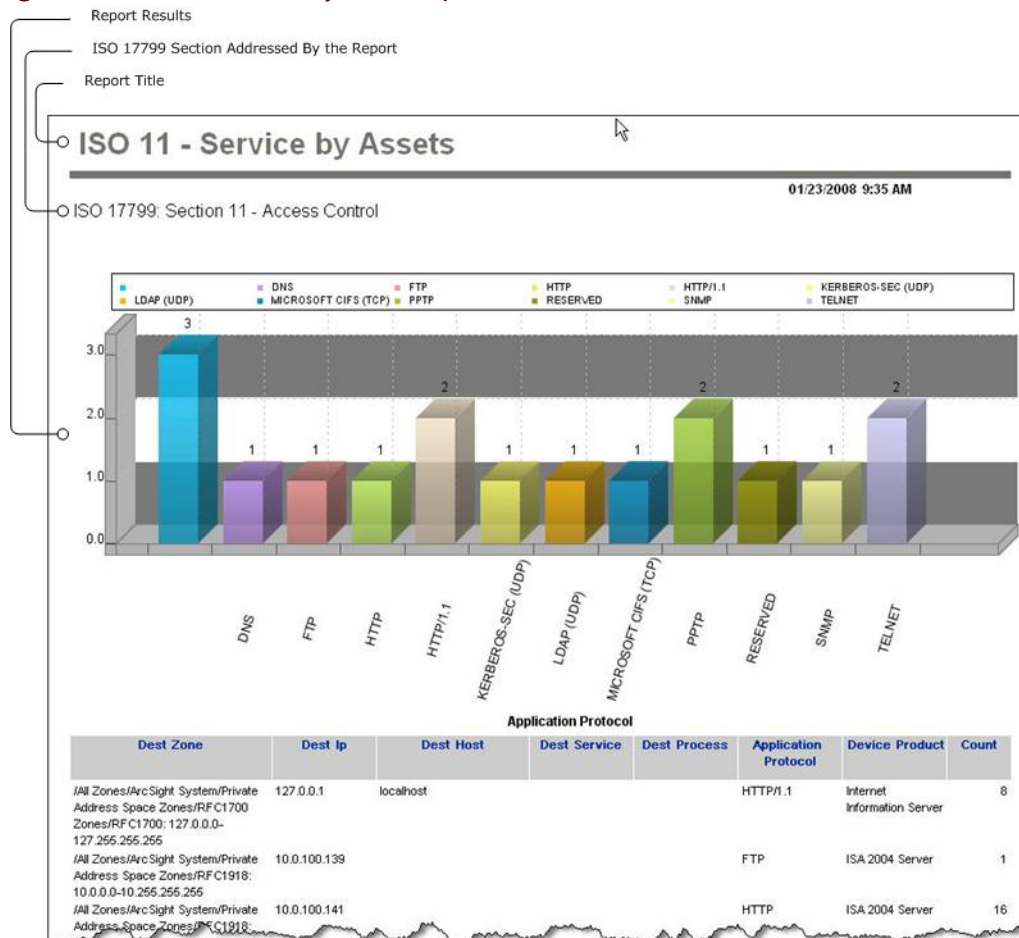 Report Results
ISO 17799 Section Addressed By the Report
Report Title
ISO 11 - Service by Assets
01/23/2008 9:35 AM
ISO 17799: Section 11 - Access Control
DNS FTP HTTP HTTP/1.1 KERBEROS-SEC (UDP)
LDAP (UDP) MICROSOFT CIFS (TCP) PPTP RESERVED SNMP TELNET
3
3.0
2 2 2
2.0
1 1 1 1 1 1 1 1
1.0
0.0
DNS
FTP
HTTP
HTTP/1.1
KERBEROS-SEC (UDP)
LDAP (UDP)
MICROSOFT CIFS (TCP)
PPTP
RESERVED
SNMP
TELNET
Application Protocol
Dest Zone Dest Ip Dest Host Dest Service Dest Process Application Protocol Device Product Count
/All Zones/ArcSight System/Private 127.0.0.1 localhost HTTP/1.1 Internet 8
Address Space Zones/RFC1700 Information Server
Zones/RFC1700: 127.0.0.0-
127.255.255.255
/All Zones/ArcSight System/Private 10.0.100.139 FTP ISA 2004 Server 1
Address Space Zones/RFC1918:
10.0.0.0-10.255.255.255
/All Zones/ArcSight System/Private 10.0.100.141 HTTP ISA 2004 Server 16
Address Space Zones/RFC1918: